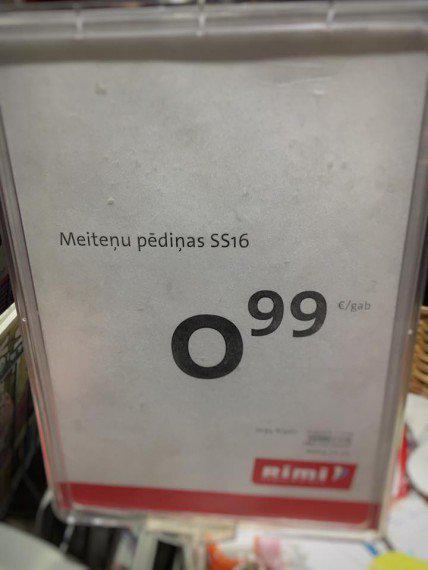 Meiteņu pēdiņas SS16
0 99 €/gab
Rimi